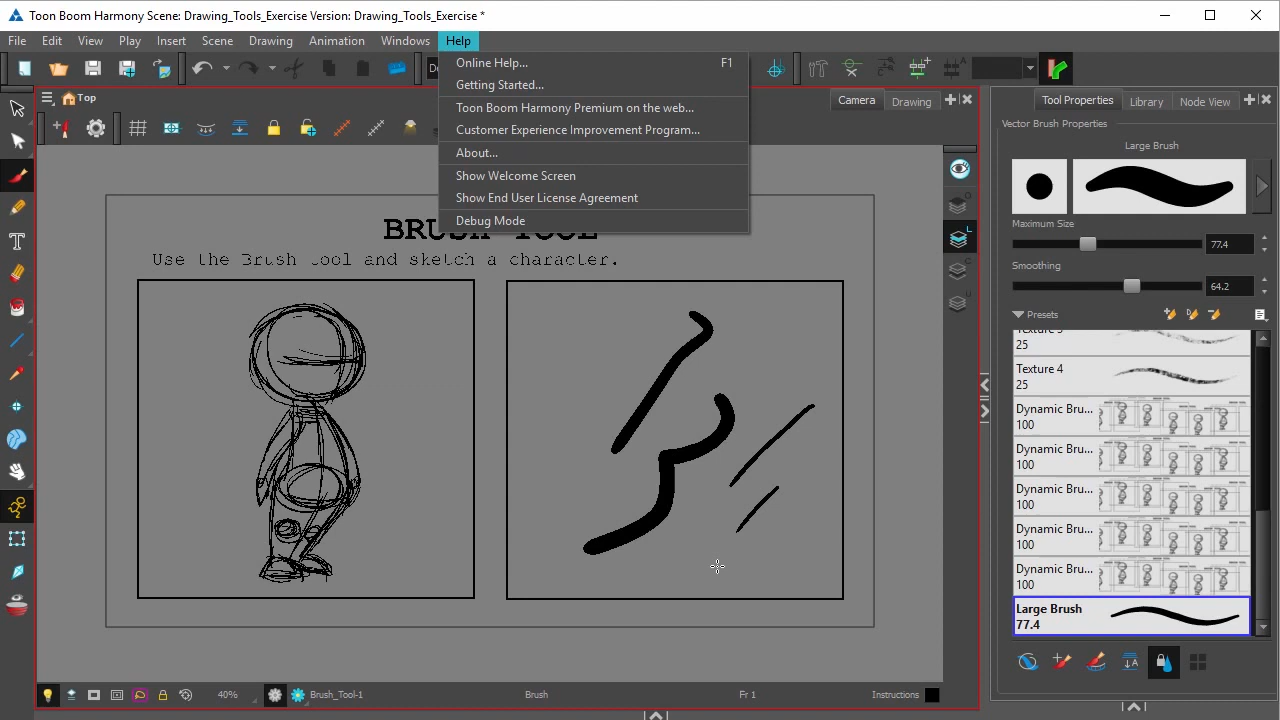 Toon Boom Harmony Scene: Drawing_Tools_Exercise Version: Drawing_Tools_Exercise *
File Edit View Play Insert Scene Drawing Animation Windows Help
Online Help... F1
Getting Started...
Toon Boom Harmony Premium on the web...
Customer Experience Improvement Program...
About...
Show Welcome Screen
Show End User License Agreement
Debug Mode
Top
Camera Drawing
BRUSH TOOL
Use the Brush tool and sketch a character.
Tool Properties Library Node View
Vector Brush Properties
Large Brush
Maximum Size
77.4
Smoothing
64.2
Presets
Texture 3
25
Texture 4
25
Dynamic Bru...
100
Dynamic Bru...
100
Dynamic Bru...
100
Dynamic Bru...
100
Dynamic Bru...
100
Large Brush
77.4
40% Brush_Tool-1 Brush Fr 1 Instructions